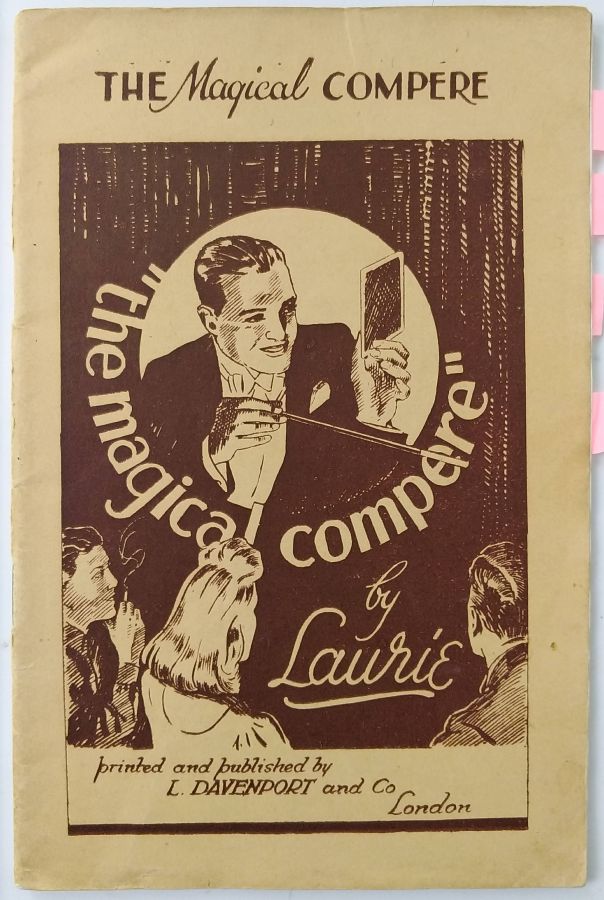 THE Magical COMPERE
"the magical compere"
by
Laurie
printed and published by
L. DAVENPORT and Co
London